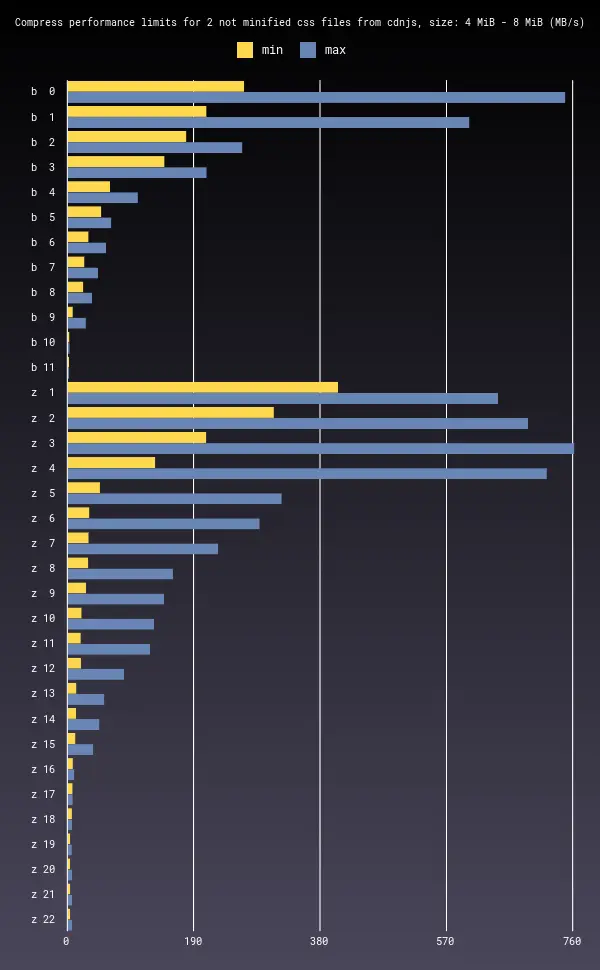 Compress performance limits for 2 not minified css files from cdnjs, size: 4 MiB - 8 MiB (MB/s)
min max
b 0
b 1
b 2
b 3
b 4
b 5
b 6
b 7
b 8
b 9
b 10
b 11
z 1
z 2
z 3
z 4
z 5
z 6
z 7
z 8
z 9
z 10
z 11
z 12
z 13
z 14
z 15
z 16
z 17
z 18
z 19
z 20
z 21
z 22
0 190 380 570 760